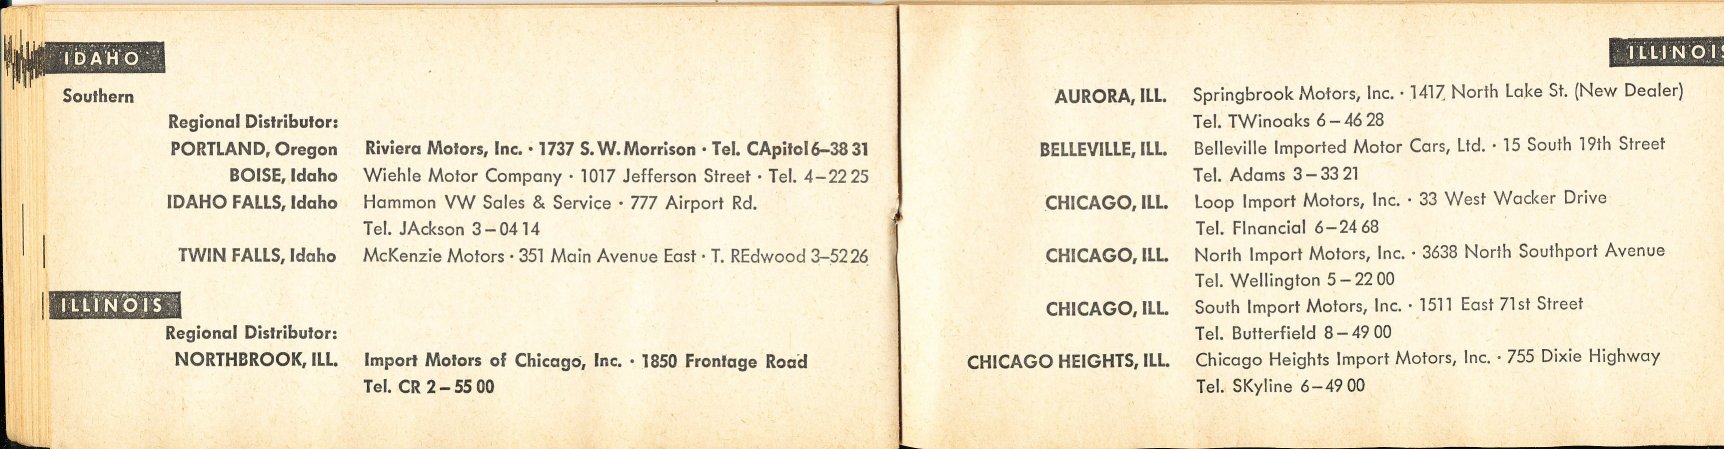 IDAHO
Southern
Regional Distributor:
PORTLAND, Oregon Riviera Motors, Inc. · 1737 S. W. Morrison · Tel. CApitol 6–38 31
BOISE, Idaho Wiehle Motor Company · 1017 Jefferson Street · Tel. 4–22 25
IDAHO FALLS, Idaho Hammon VW Sales & Service · 777 Airport Rd.
Tel. JAckson 3–04 14
TWIN FALLS, Idaho McKenzie Motors · 351 Main Avenue East · T. REdwood 3–52 26
ILLINOIS
Regional Distributor:
NORTHBROOK, ILL. Import Motors of Chicago, Inc. · 1850 Frontage Road
Tel. CR 2–55 00
ILLINOIS
AURORA, ILL. Springbrook Motors, Inc. · 1417 North Lake St. (New Dealer)
Tel. TWinoaks 6–46 28
BELLEVILLE, ILL. Belleville Imported Motor Cars, Ltd. · 15 South 19th Street
Tel. Adams 3–33 21
CHICAGO, ILL. Loop Import Motors, Inc. · 33 West Wacker Drive
Tel. FInancial 6–24 68
CHICAGO, ILL. North Import Motors, Inc. · 3638 North Southport Avenue
Tel. Wellington 5–22 00
CHICAGO, ILL. South Import Motors, Inc. · 1511 East 71st Street
Tel. Butterfield 8–49 00
CHICAGO HEIGHTS, ILL. Chicago Heights Import Motors, Inc. · 755 Dixie Highway
Tel. SKyline 6–49 00